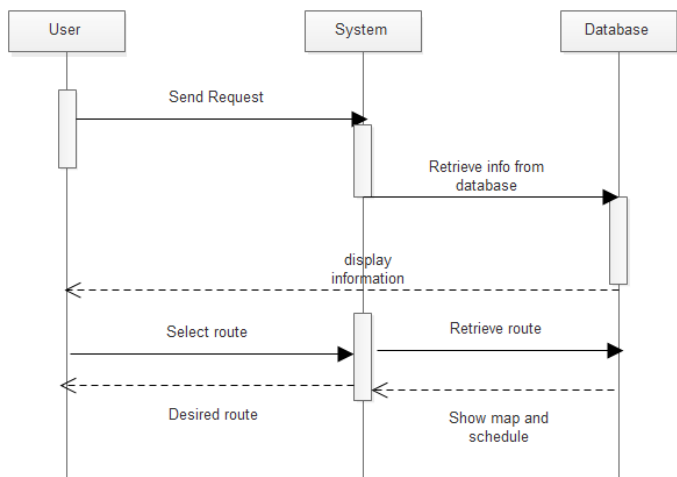 User
System
Database
Send Request
Retrieve info from
database
display
information
Select route
Retrieve route
Desired route
Show map and
schedule